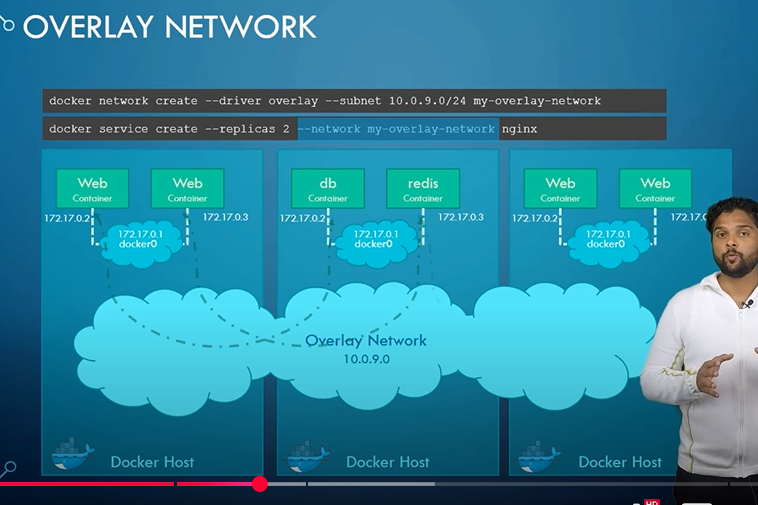 OVERLAY NETWORK
docker network create --driver overlay --subnet 10.0.9.0/24 my-overlay-network
docker service create --replicas 2 --network my-overlay-network nginx
Web
Container
Web
Container
172.17.0.2
172.17.0.3
172.17.0.1
docker0
db
Container
redis
Container
172.17.0.2
172.17.0.3
172.17.0.1
docker0
Web
Container
Web
Container
172.17.0.2
172.17.0.1
docker0
Overlay Network
10.0.9.0
Docker Host
Docker Host
Docker Host
HD